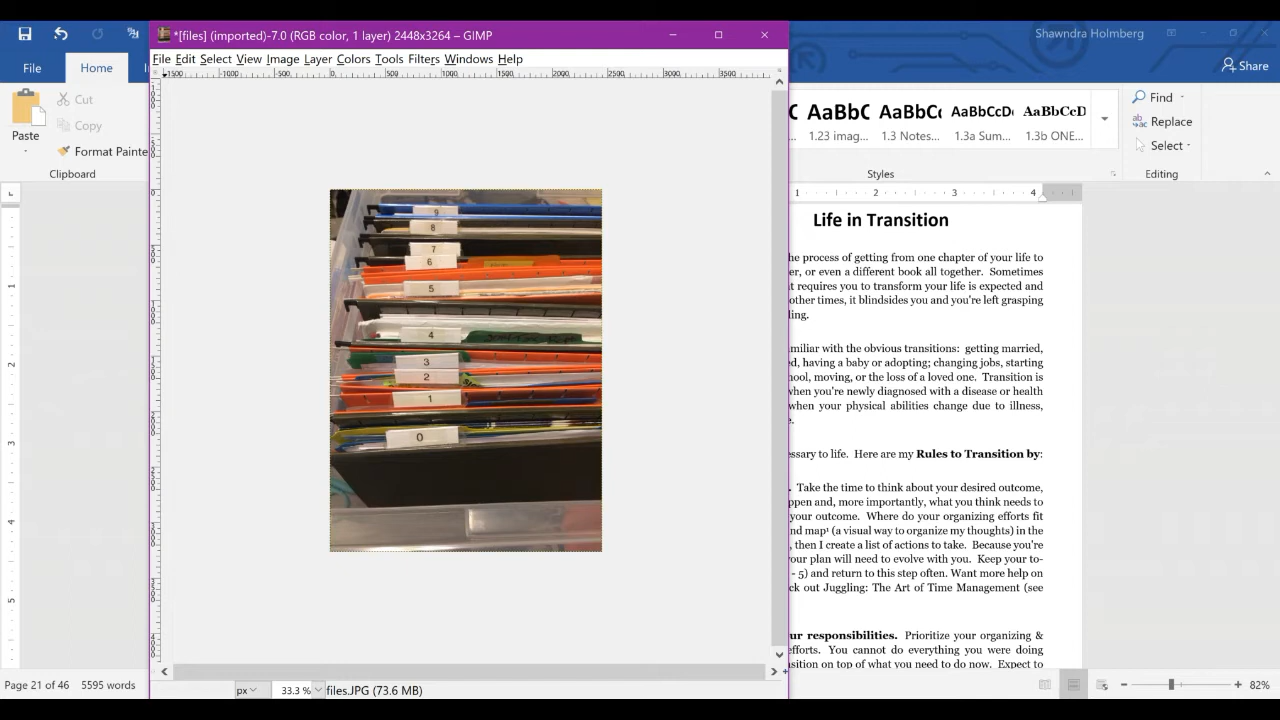 *[files] (imported)-7.0 (RGB color, 1 layer) 2448x3264 – GIMP
Shawndra Holmberg
File Home
File Edit Select View Image Layer Colors Tools Filters Windows Help
Share
Paste
Cut
Copy
Format Painte
Clipboard
AaBbC AaBbCc AaBbCcDc AaBbCcD
1.23 imag... 1.3 Notes... 1.3a Sum... 1.3b ONE...
Styles
Find
Replace
Select
Editing
9
8
7
6
5
4
3
2
1
0
Life in Transition
he process of getting from one chapter of your life to
er, or even a different book all together. Sometimes
t requires you to transform your life is expected and
other times, it blindsides you and you're left grasping
ling.
miliar with the obvious transitions: getting married,
ed, having a baby or adopting; changing jobs, starting
hool, moving, or the loss of a loved one. Transition is
when you're newly diagnosed with a disease or health
when your physical abilities change due to illness,
e.
essary to life. Here are my Rules to Transition by:
. Take the time to think about your desired outcome,
ppen and, more importantly, what you think needs to
your outcome. Where do your organizing efforts fit
nd map¹ (a visual way to organize my thoughts) in the
, then I create a list of actions to take. Because you're
your plan will need to evolve with you. Keep your to-
- 5) and return to this step often. Want more help on
ck out Juggling: The Art of Time Management (see
ur responsibilities. Prioritize your organizing &
efforts. You cannot do everything you were doing
nsition on top of what you need to do now. Expect to
px 33.3 % files.JPG (73.6 MB)
Page 21 of 46 5595 words
82%